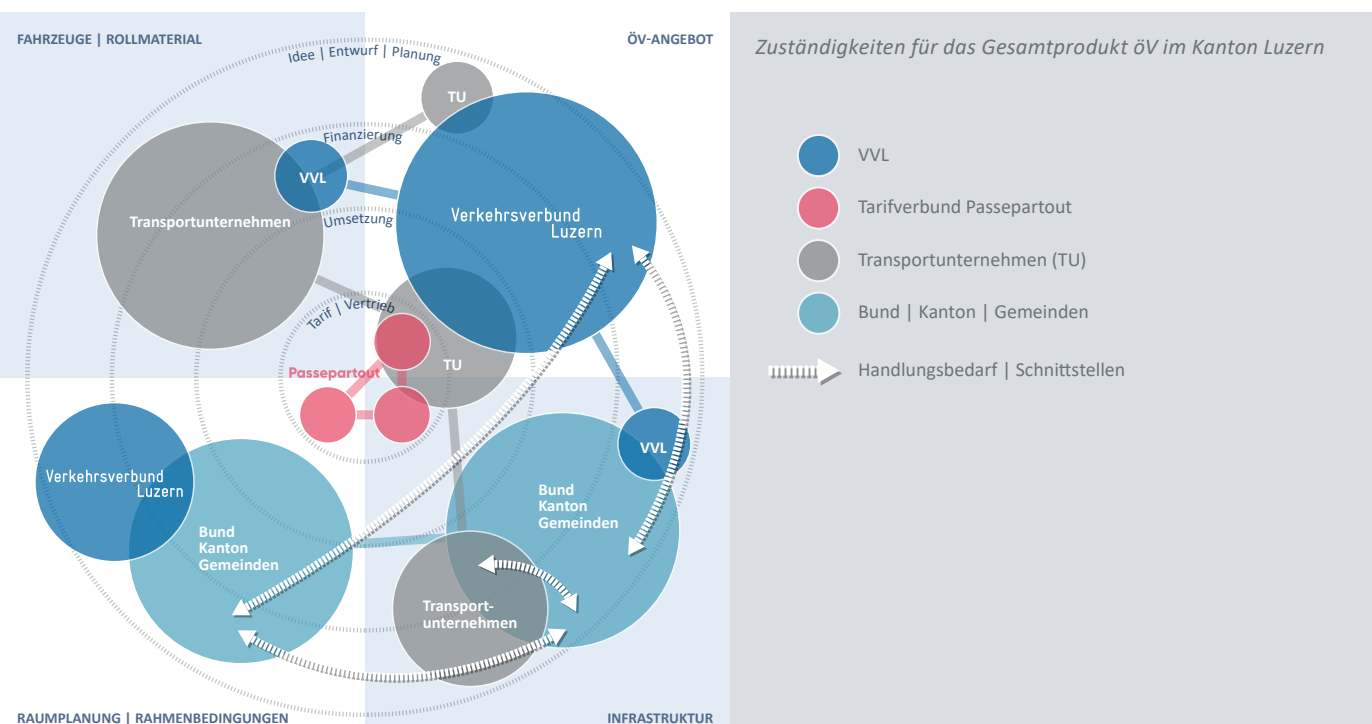 FAHRZEUGE | ROLLMATERIAL
ÖV-ANGEBOT
Idee | Entwurf | Planung
TU
Finanzierung
VVL
Transportunternehmen
Umsetzung
Verkehrsverbund
Luzern
Tarif | Vertrieb
TU
Passepartout
VVL
Verkehrsverbund
Luzern
Bund
Kanton
Gemeinden
Bund
Kanton
Gemeinden
Transport-
unternehmen
RAUMPLANUNG | RAHMENBEDINGUNGEN
INFRASTRUKTUR
Zuständigkeiten für das Gesamtprodukt öV im Kanton Luzern
VVL
Tarifverbund Passepartout
Transportunternehmen (TU)
Bund | Kanton | Gemeinden
Handlungsbedarf | Schnittstellen